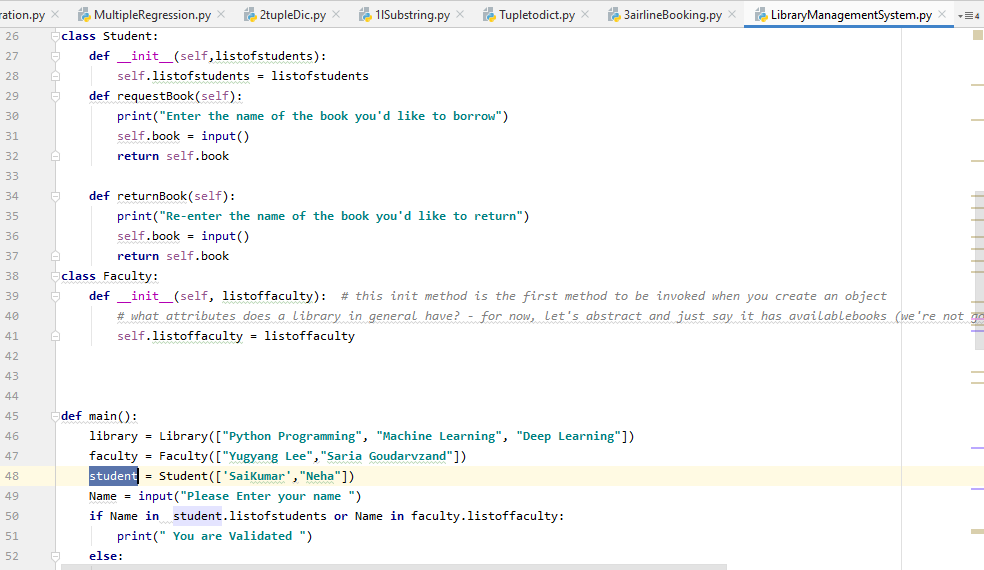 ration.py MultipleRegression.py 2tupleDic.py 1lSubstring.py Tupletodict.py 3airlineBooking.py LibraryManagementSystem.py 4
26 class Student:
27 def __init__(self,listofstudents):
28 self.listofstudents = listofstudents
29 def requestBook(self):
30 print("Enter the name of the book you'd like to borrow")
31 self.book = input()
32 return self.book
33
34 def returnBook(self):
35 print("Re-enter the name of the book you'd like to return")
36 self.book = input()
37 return self.book
38 class Faculty:
39 def __init__(self, listoffaculty): # this init method is the first method to be invoked when you create an object
40 # what attributes does a library in general have? - for now, let's abstract and just say it has availablebooks (we're not
41 self.listoffaculty = listoffaculty
42
43
44
45 def main():
46 library = Library(["Python Programming", "Machine Learning", "Deep Learning"])
47 faculty = Faculty(["Yugyang Lee","Saria Goudarvzand"])
48 student = Student(['SaiKumar',"Neha"])
49 Name = input("Please Enter your name ")
50 if Name in student.listofstudents or Name in faculty.listoffaculty:
51 print(" You are Validated ")
52 else: